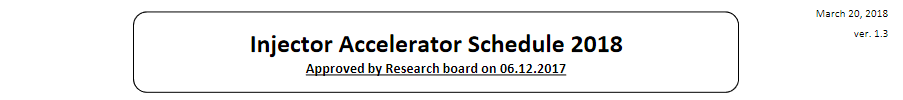 March 20, 2018
ver. 1.3
Injector Accelerator Schedule 2018
Approved by Research board on 06.12.2017